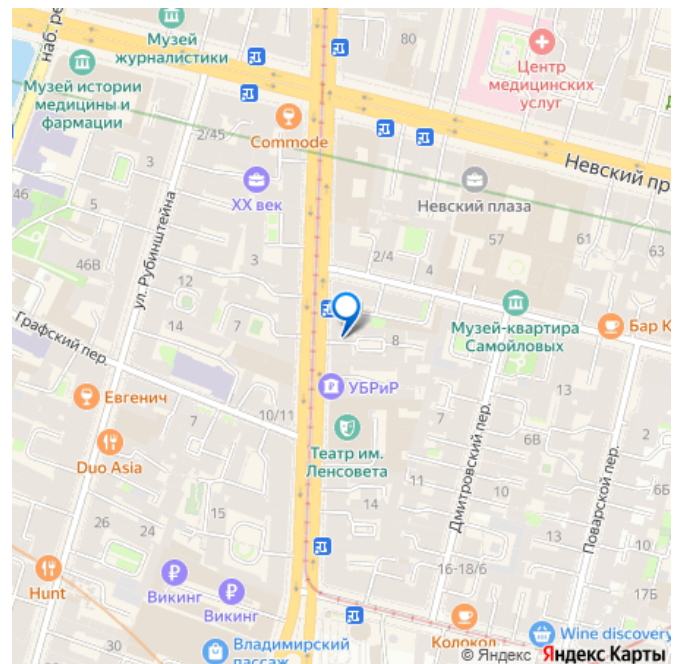 наб. ре
Музей
журналистики
80
Центр
медицинских
услуг
Музей истории
медицины и
фармации
Commode
2/45
3
Невский пр
46
ХХ век
Невский плаза
5
ул. Рубинштейна
57
61
63
46В
3
2/4
4
12
14
7
Музей-квартира
Самойловых
Бар К
Графский пер.
8
УБРиР
Евгенич
13
7
10/11
Театр им.
Ленсовета
7
11
6В
2
Duo Asia
Дмитровский пер.
Поварской пер.
10
6Б
26
24
15
14
13
Hunt
Викинг
Викинг
16-18/6
17Б
30
Владимирский
пассаж
Колокол
Wine discovery
© Яндекс Яндекс Карты